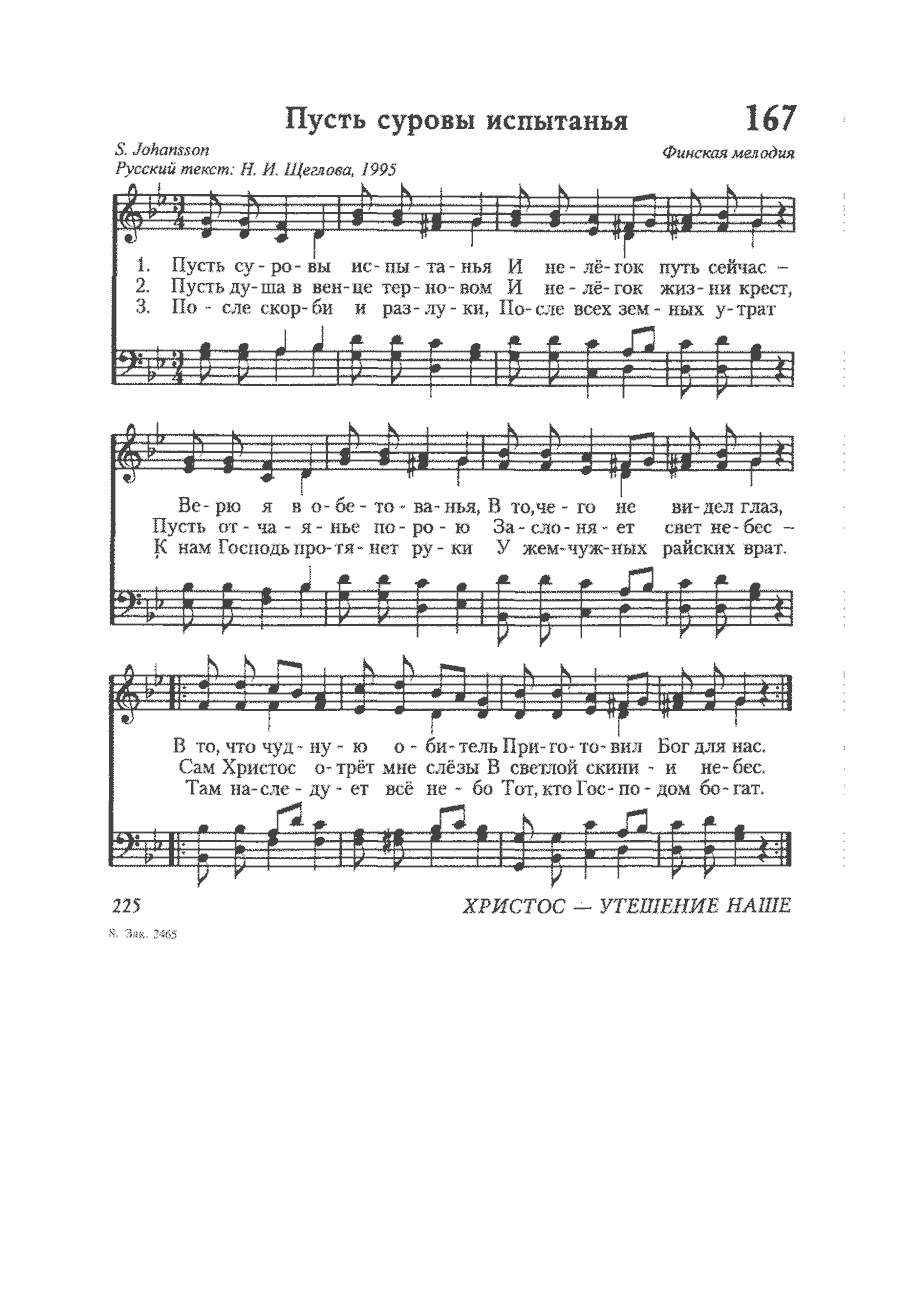 Пусть суровы испытанья 167
S. Johansson
Финская мелодия
Русский текст: Н. И. Щеглова, 1995
1. Пусть су - ро - вы ис - пы - та - нья И не - лё - гок путь сейчас –
2. Пусть ду - ша в вен - це тер - но - вом И не - лё - гок жиз - ни крест,
3. По - сле скор - би и раз - лу - ки, По - сле всех зем - ных у - трат
Ве - рю я в о - бе - то - ва - нья, В то, че - го не ви - дел глаз,
Пусть от - ча - я - нье по - ро - ю За - сло - ня - ет свет не - бес –
К нам Господь про - тя - нет ру - ки У жем - чуж - ных райских врат.
В то, что чуд - ну - ю о - би - тель При - го - то - вил Бог для нас.
Сам Христос о - трёт мне слёзы В светлой скини - и не - бес.
Там на - сле - ду - ет всё не - бо Тот, кто Гос - по - дом бо - гат.
225 ХРИСТОС — УТЕШЕНИЕ НАШЕ
8. Зак. 2465